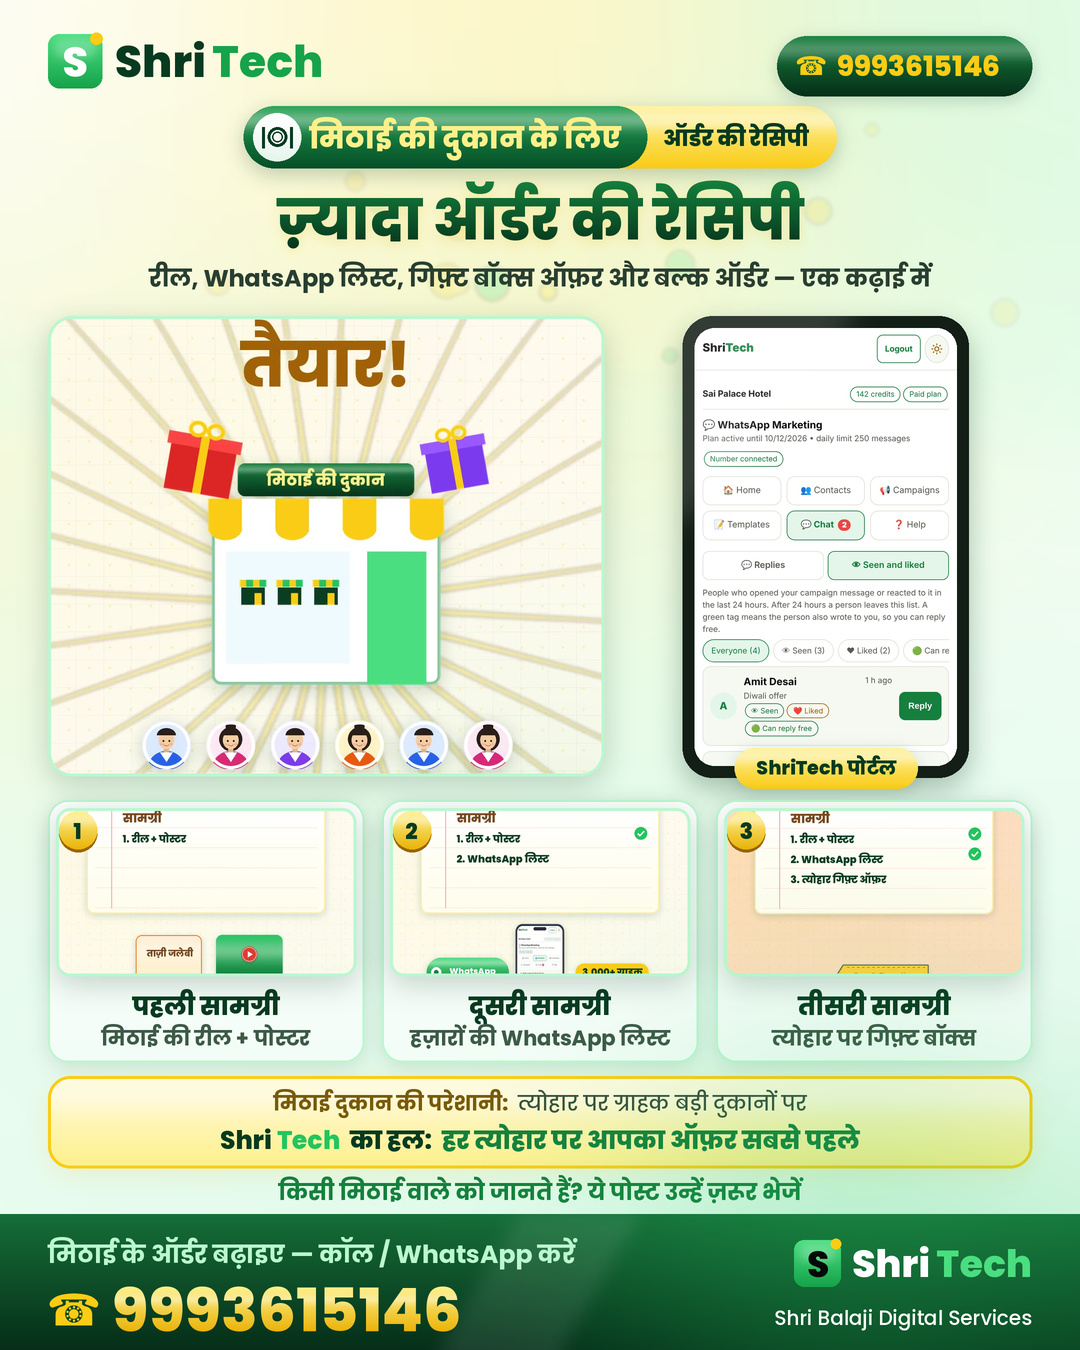 S Shri Tech
☎ 9993615146
मिठाई की दुकान के लिए
ऑर्डर की रेसिपी
ज़्यादा ऑर्डर की रेसिपी
रील, WhatsApp लिस्ट, गिफ़्ट बॉक्स ऑफ़र और बल्क ऑर्डर — एक कढ़ाई में
तैयार!
मिठाई की दुकान
ShriTech
Logout
Sai Palace Hotel
142 credits
Paid plan
WhatsApp Marketing
Plan active until 10/12/2026 • daily limit 250 messages
Number connected
Home
Contacts
Campaigns
Templates
Chat 2
Help
Replies
Seen and liked
People who opened your campaign message or reacted to it in
the last 24 hours. After 24 hours a person leaves this list. A
green tag means the person also wrote to you, so you can reply
free.
Everyone (4)
Seen (3)
Liked (2)
Can re
A
Amit Desai
1 h ago
Diwali offer
Seen
Liked
Can reply free
Reply
ShriTech पोर्टल
1
सामग्री
1. रील + पोस्टर
ताज़ी जलेबी
पहली सामग्री
मिठाई की रील + पोस्टर
2
सामग्री
1. रील + पोस्टर
2. WhatsApp लिस्ट
WhatsApp
3,000+ ग्राहक
दूसरी सामग्री
हज़ारों की WhatsApp लिस्ट
3
सामग्री
1. रील + पोस्टर
2. WhatsApp लिस्ट
3. त्योहार गिफ़्ट ऑफ़र
तीसरी सामग्री
त्योहार पर गिफ़्ट बॉक्स
मिठाई दुकान की परेशानी: त्योहार पर ग्राहक बड़ी दुकानों पर
Shri Tech का हल: हर त्योहार पर आपका ऑफ़र सबसे पहले
किसी मिठाई वाले को जानते हैं? ये पोस्ट उन्हें ज़रूर भेजें
मिठाई के ऑर्डर बढ़ाइए — कॉल / WhatsApp करें
☎ 9993615146
S Shri Tech
Shri Balaji Digital Services